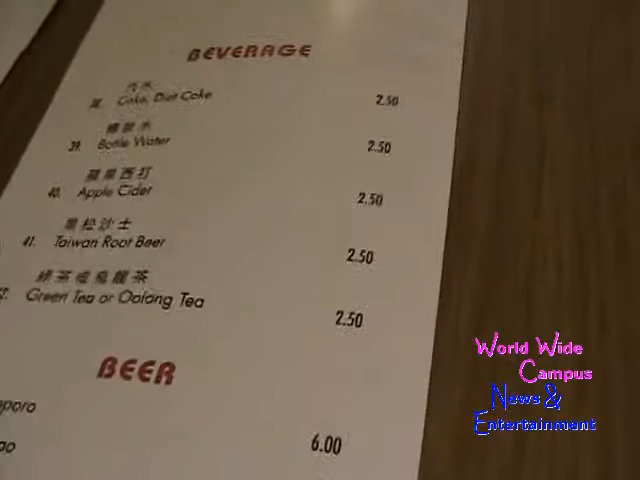 BEVERAGE
汽水
38. Coke, Diet Coke 2.50
礦泉水
39. Bottle Water 2.50
蘋果西打
40. Apple Cider 2.50
黑松沙士
41. Taiwan Root Beer 2.50
綠茶或烏龍茶
Green Tea or Oolong Tea 2.50
BEER
6.00
World Wide
Campus
News &
Entertainment